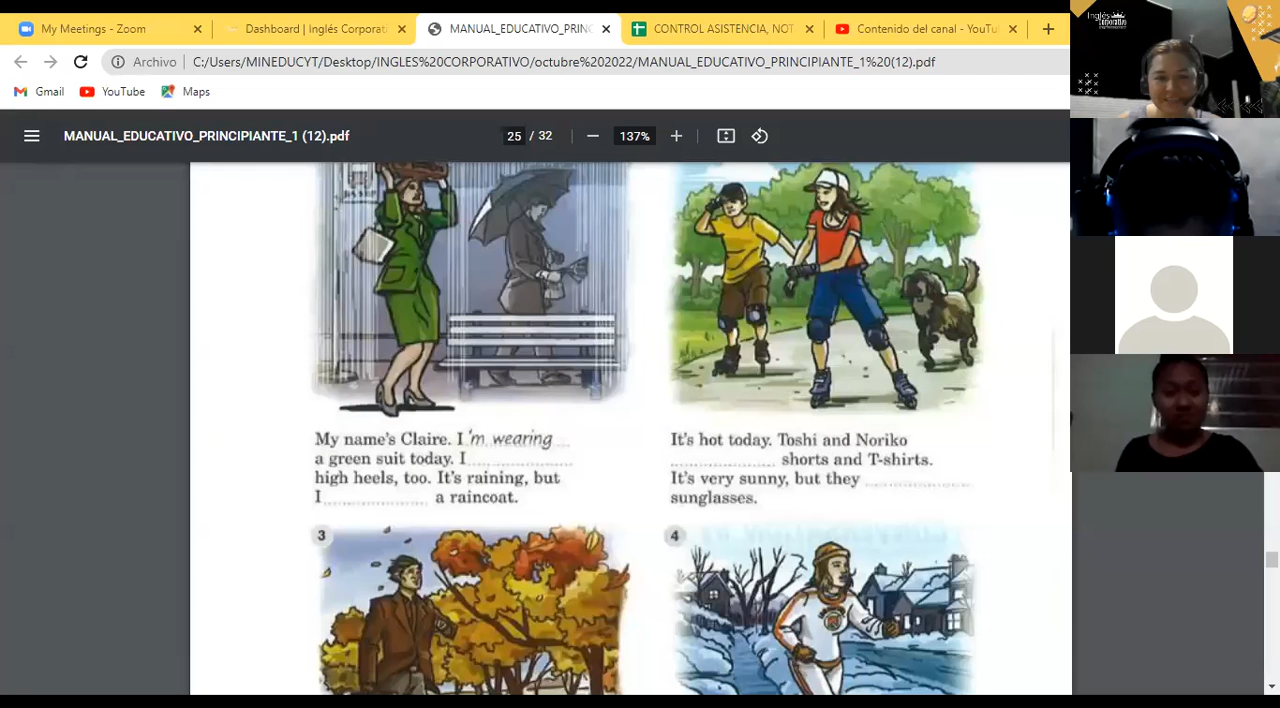 My Meetings - Zoom
Dashboard | Inglés Corporati
MANUAL_EDUCATIVO_PRINC
CONTROL ASISTENCIA, NOT
Contenido del canal - YouTu
Archivo
C:/Users/MINEDUCYT/Desktop/INGLES%20CORPORATIVO/octubre%202022/MANUAL_EDUCATIVO_PRINCIPIANTE_1%20(12).pdf
Gmail
YouTube
Maps
MANUAL_EDUCATIVO_PRINCIPIANTE_1 (12).pdf
25 / 32
137%
My name's Claire. I 'm wearing
a green suit today. I
high heels, too. It's raining, but
I a raincoat.
It's hot today. Toshi and Noriko
shorts and T-shirts.
It's very sunny, but they
sunglasses.
3
4
Inglés
Corporativo